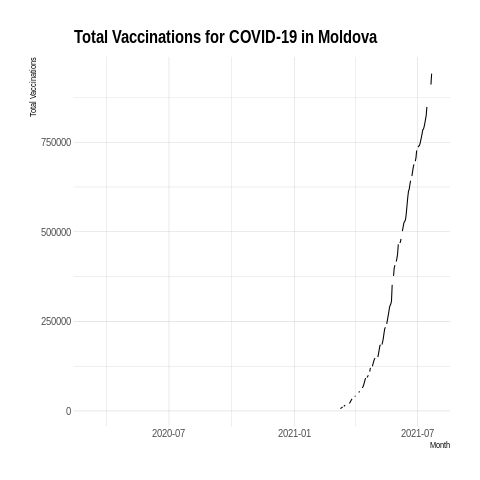 Total Vaccinations for COVID-19 in Moldova
Total Vaccinations
750000
500000
250000
0
2020-07
2021-01
2021-07
Month